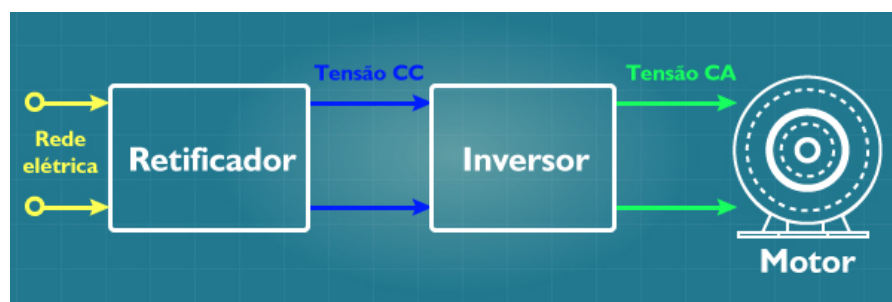 Tensão CC
Tensão CA
Rede
elétrica
Retificador
Inversor
Motor